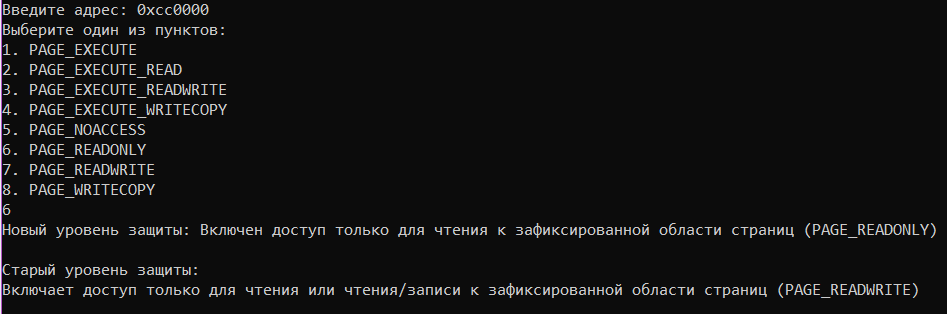 Введите адрес: 0xcc0000
Выберите один из пунктов:
1. PAGE_EXECUTE
2. PAGE_EXECUTE_READ
3. PAGE_EXECUTE_READWRITE
4. PAGE_EXECUTE_WRITECOPY
5. PAGE_NOACCESS
6. PAGE_READONLY
7. PAGE_READWRITE
8. PAGE_WRITECOPY
6
Новый уровень защиты: Включен доступ только для чтения к зафиксированной области страниц (PAGE_READONLY)
Старый уровень защиты:
Включает доступ только для чтения или чтения/записи к зафиксированной области страниц (PAGE_READWRITE)